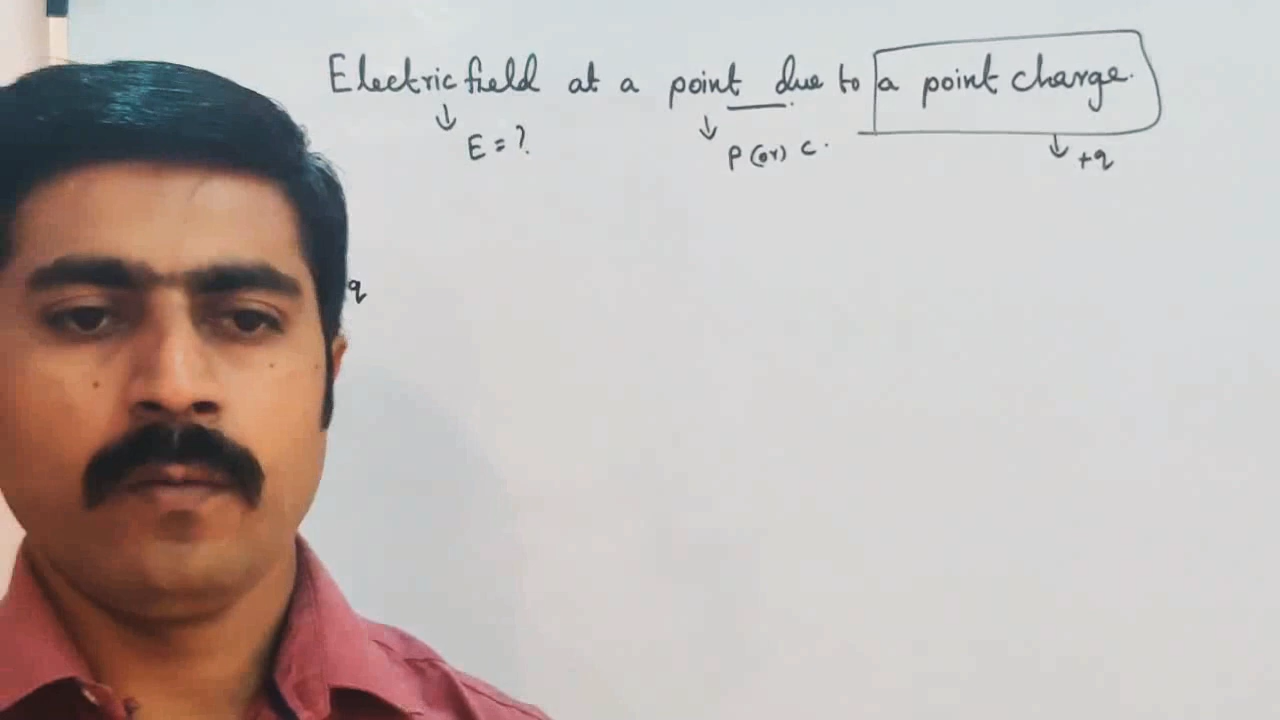 Electric field at a point due to a point charge.
↓ E = ? ↓ P (or) C. ↓ +q
q